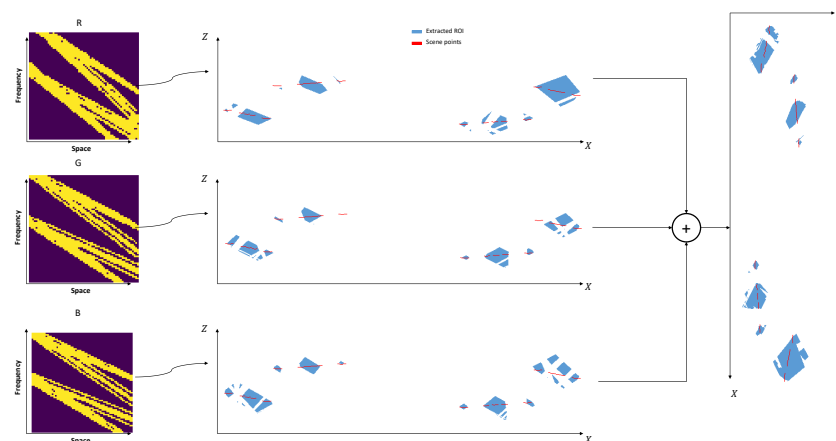 R
Frequency
Space
Z
X
Extracted ROI
Scene points
G
Frequency
Space
Z
X
B
Frequency
Space
Z
X
+
X